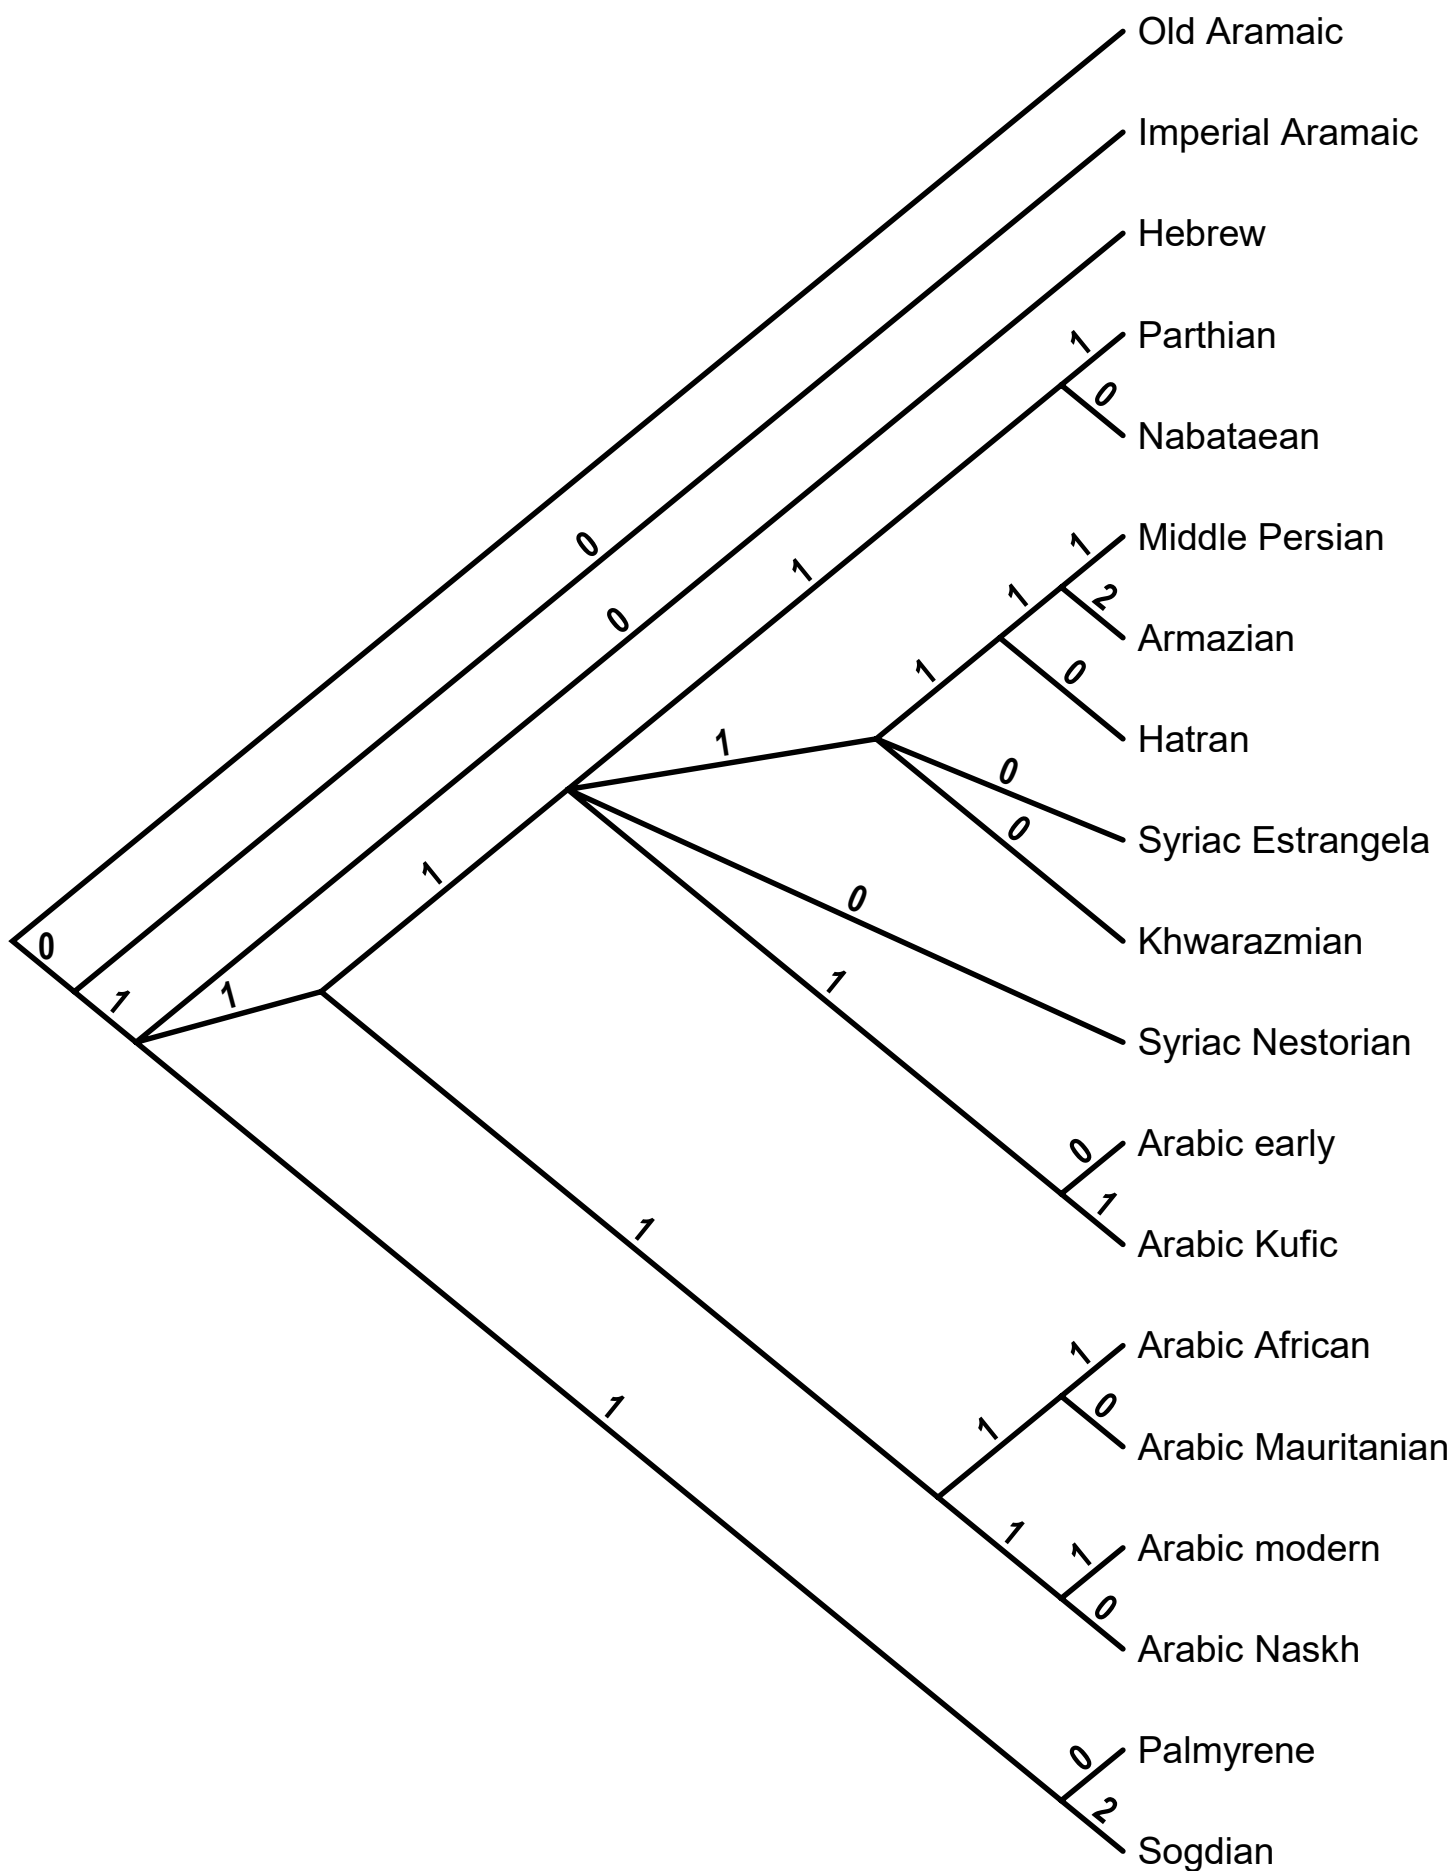 Old Aramaic
Imperial Aramaic
Hebrew
1 Parthian
0
Nabataean
0
1 Middle Persian
1
1
2
0
Armazian
1
0
1
Hatran
0
0
Syriac Estrangela
1
0
Khwarazmian
0
1
1
1
Syriac Nestorian
0 Arabic early
1
1
Arabic Kufic
1 Arabic African
1
0
1
Arabic Mauritanian
1
1 Arabic modern
0
Arabic Naskh
0 Palmyrene
2
Sogdian